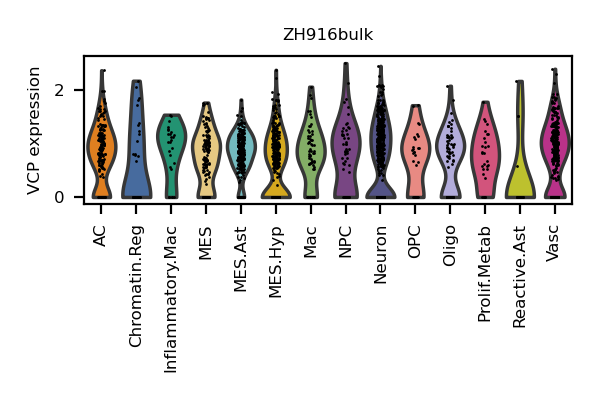 ZH916bulk
VCP expression
2
0
AC
Chromatin.Reg
Inflammatory.Mac
MES
MES.Ast
MES.Hyp
Mac
NPC
Neuron
OPC
Oligo
Prolif.Metab
Reactive.Ast
Vasc